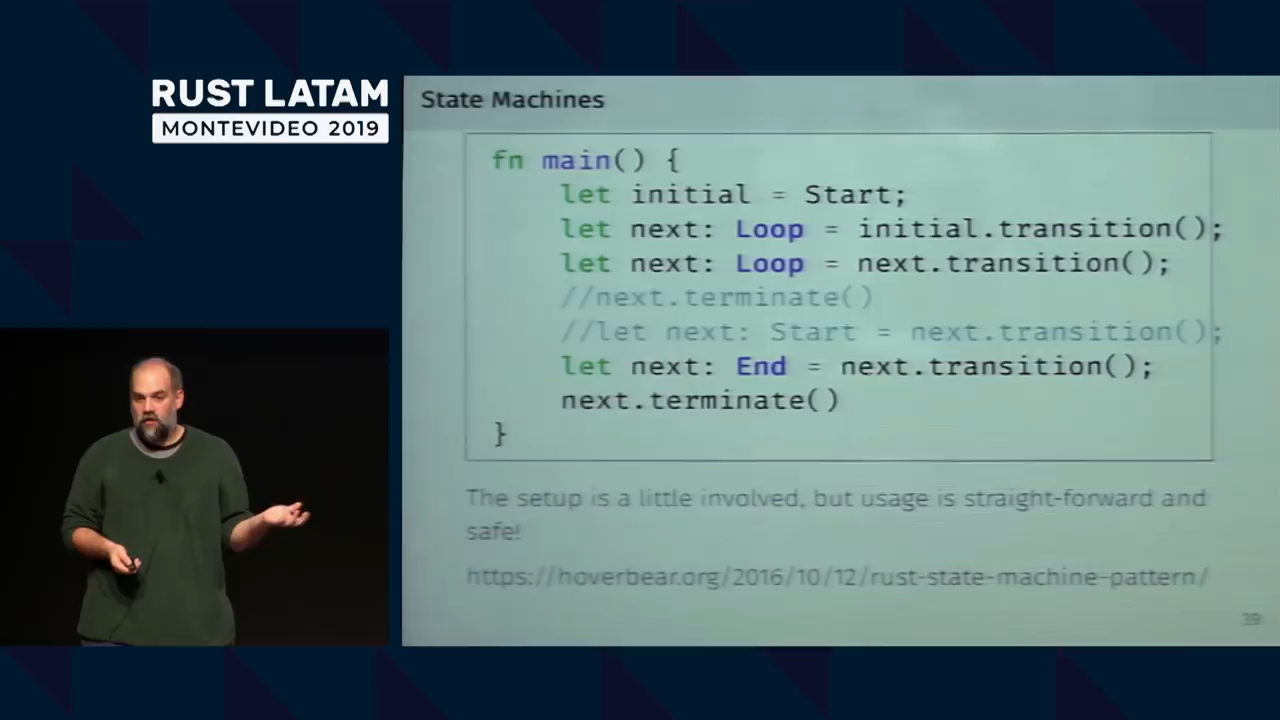 RUST LATAM
MONTEVIDEO 2019
State Machines
fn main() {
    let initial = Start;
    let next: Loop = initial.transition();
    let next: Loop = next.transition();
    //next.terminate()
    //let next: Start = next.transition();
    let next: End = next.transition();
    next.terminate()
}
The setup is a little involved, but usage is straight-forward and
safe!
https://hoverbear.org/2016/10/12/rust-state-machine-pattern/
39